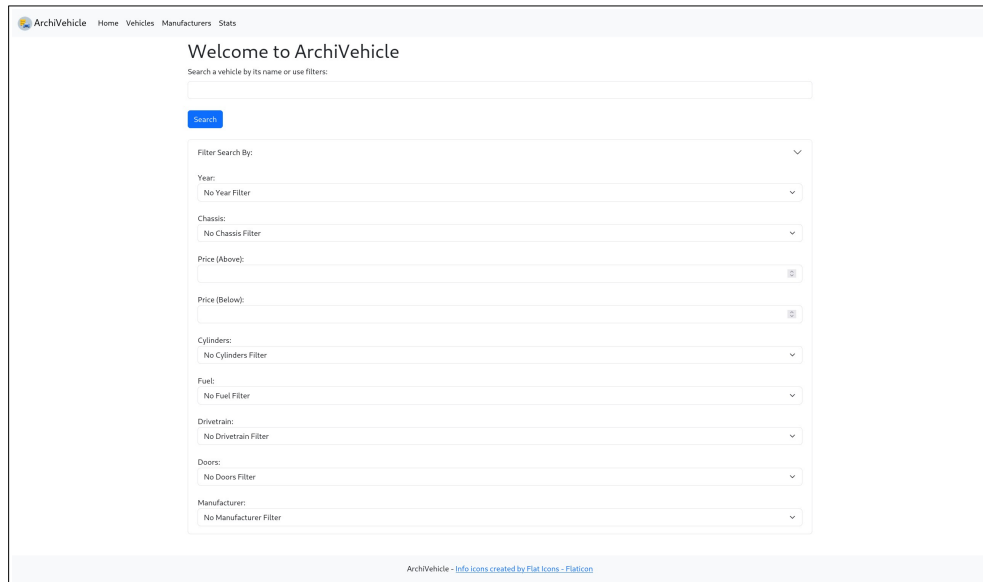 ArchiVehicle Home Vehicles Manufacturers Stats
Welcome to ArchiVehicle
Search a vehicle by its name or use filters:
Search
Filter Search By:
Year:
No Year Filter
Chassis:
No Chassis Filter
Price (Above):
Price (Below):
Cylinders:
No Cylinders Filter
Fuel:
No Fuel Filter
Drivetrain:
No Drivetrain Filter
Doors:
No Doors Filter
Manufacturer:
No Manufacturer Filter
ArchiVehicle - Info icons created by Flat Icons - Flaticon